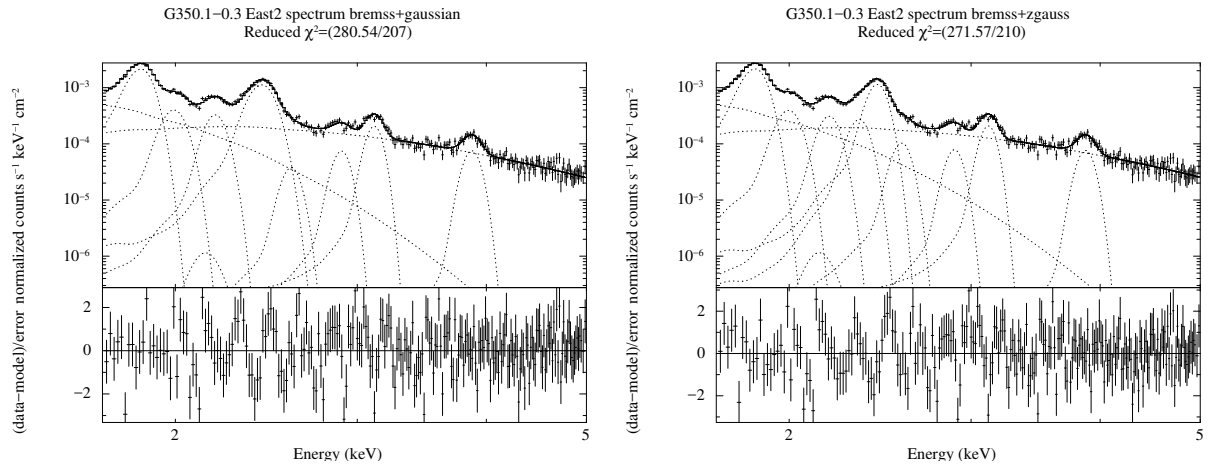 G350.1−0.3 East2 spectrum bremss+gaussian
Reduced χ²=(280.54/207)
(data−model)/error normalized counts s⁻¹ keV⁻¹ cm⁻²
10⁻³
10⁻⁴
10⁻⁵
10⁻⁶
2
0
−2
2
5
Energy (keV)
G350.1−0.3 East2 spectrum bremss+zgauss
Reduced χ²=(271.57/210)
(data−model)/error normalized counts s⁻¹ keV⁻¹ cm⁻²
10⁻³
10⁻⁴
10⁻⁵
10⁻⁶
2
0
−2
2
5
Energy (keV)